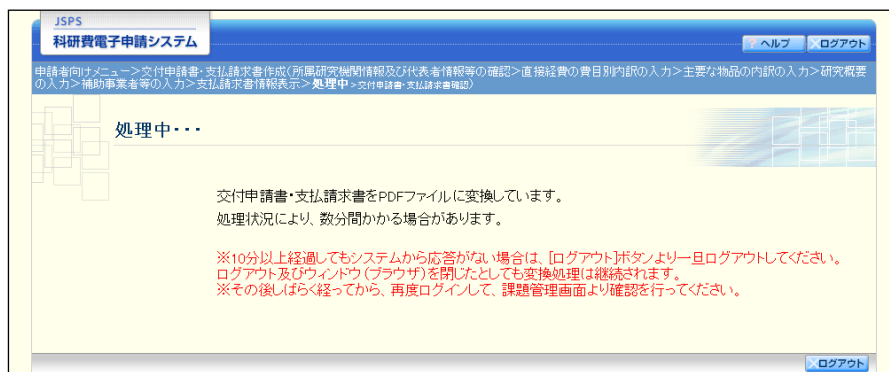 JSPS
科研費電子申請システム
? ヘルプ ×ログアウト
申請者向けメニュー>交付申請書・支払請求書作成(所属研究機関情報及び代表者情報等の確認>直接経費の費目別内訳の入力>主要な物品の内訳の入力>研究概要
の入力>補助事業者等の入力>支払請求書情報表示>処理中>交付申請書・支払請求書確認)
処理中・・・
交付申請書・支払請求書をPDFファイルに変換しています。
処理状況により、数分間かかる場合があります。
※10分以上経過してもシステムから応答がない場合は、[ログアウト]ボタンより一旦ログアウトしてください。
ログアウト及びウィンドウ(ブラウザ)を閉じたとしても変換処理は継続されます。
※その後しばらく経ってから、再度ログインして、課題管理画面より確認を行ってください。
×ログアウト